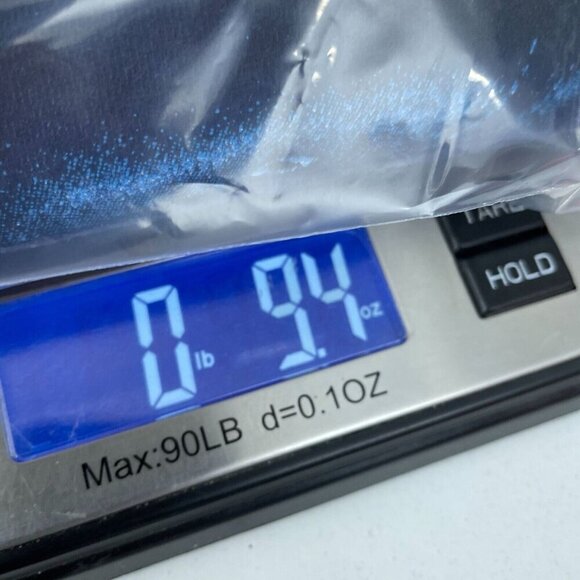 TARE
HOLD
0 lb 9.4 oz
Max:90LB d=0.1OZ